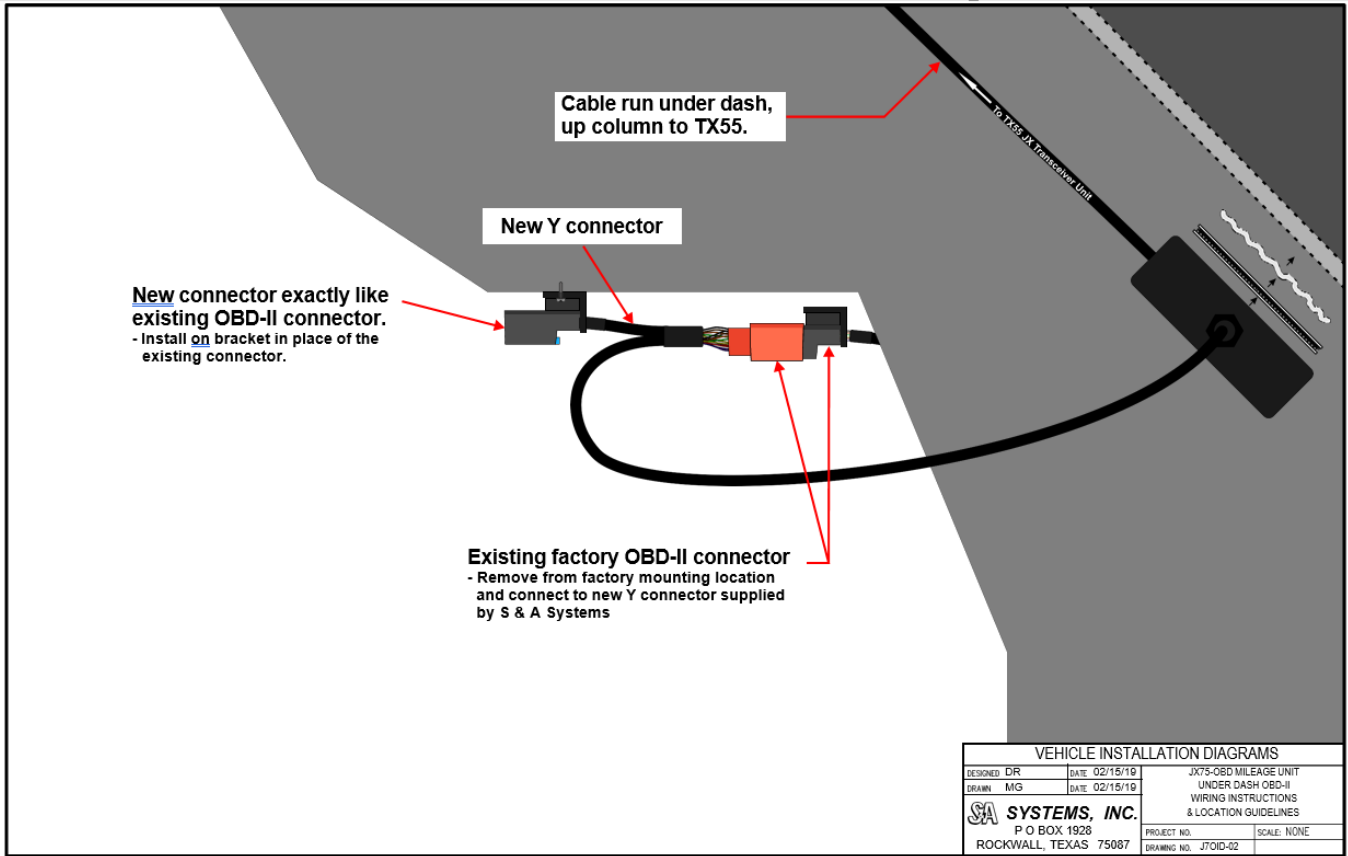 Cable run under dash,
up column to TX55.
To TX55 JX Transceiver Unit
New Y connector
New connector exactly like
existing OBD-II connector.
- Install on bracket in place of the
existing connector.
Existing factory OBD-II connector
- Remove from factory mounting location
and connect to new Y connector supplied
by S & A Systems
VEHICLE INSTALLATION DIAGRAMS
DESIGNED DR DATE 02/15/19
DRAWN MG DATE 02/15/19
JX75-OBD MILEAGE UNIT
UNDER DASH OBD-II
WIRING INSTRUCTIONS
& LOCATION GUIDELINES
S&A SYSTEMS, INC.
P O BOX 1928
ROCKWALL, TEXAS 75087
PROJECT NO. SCALE: NONE
DRAWING NO. J7OID-02